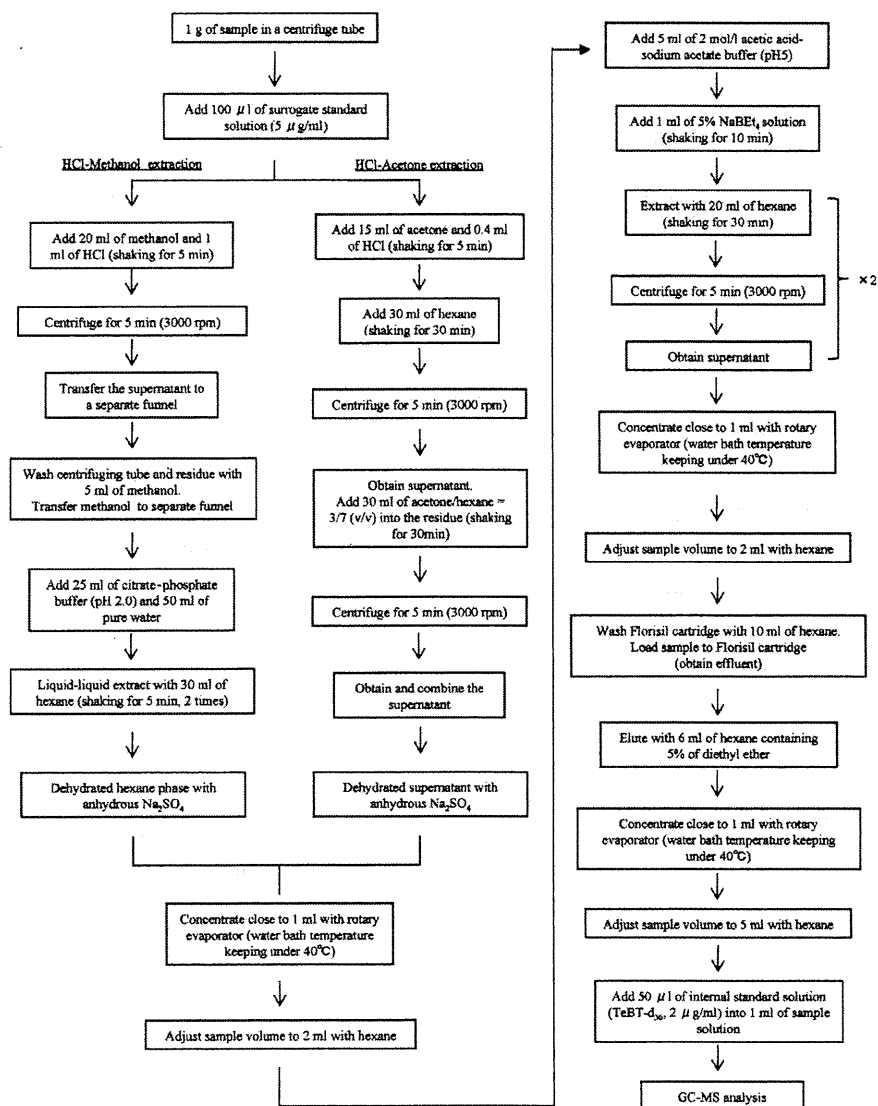 1 g of sample in a centrifuge tube
Add 100 μl of surrogate standard
solution (5 μg/ml)
HCl-Methanol extraction
Add 20 ml of methanol and 1
ml of HCl (shaking for 5 min)
Centrifuge for 5 min (3000 rpm)
Transfer the supernatant to
a separate funnel
Wash centrifuging tube and residue with
5 ml of methanol.
Transfer methanol to separate funnel
Add 25 ml of citrate-phosphate
buffer (pH 2.0) and 50 ml of
pure water
Liquid-liquid extract with 30 ml of
hexane (shaking for 5 min, 2 times)
Dehydrated hexane phase with
anhydrous Na₂SO₄
HCl-Acetone extraction
Add 15 ml of acetone and 0.4 ml
of HCl (shaking for 5 min)
Add 30 ml of hexane
(shaking for 30 min)
Centrifuge for 5 min (3000 rpm)
Obtain supernatant.
Add 30 ml of acetone/hexane =
3/7 (v/v) into the residue (shaking
for 30min)
Centrifuge for 5 min (3000 rpm)
Obtain and combine the
supernatant
Dehydrated supernatant with
anhydrous Na₂SO₄
Concentrate close to 1 ml with rotary
evaporator (water bath temperature
keeping under 40℃)
Adjust sample volume to 2 ml with hexane
Add 5 ml of 2 mol/l acetic acid-
sodium acetate buffer (pH5)
Add 1 ml of 5% NaBEt₄ solution
(shaking for 10 min)
Extract with 20 ml of hexane
(shaking for 30 min)
Centrifuge for 5 min (3000 rpm)
×2
Obtain supernatant
Concentrate close to 1 ml with rotary
evaporator (water bath temperature
keeping under 40℃)
Adjust sample volume to 2 ml with hexane
Wash Florisil cartridge with 10 ml of hexane.
Load sample to Florisil cartridge
(obtain effluent)
Elute with 6 ml of hexane containing
5% of diethyl ether
Concentrate close to 1 ml with rotary
evaporator (water bath temperature keeping
under 40℃)
Adjust sample volume to 5 ml with hexane
Add 50 μl of internal standard solution
(TeBT-d₃₆, 2 μg/ml) into 1 ml of sample
solution
GC-MS analysis